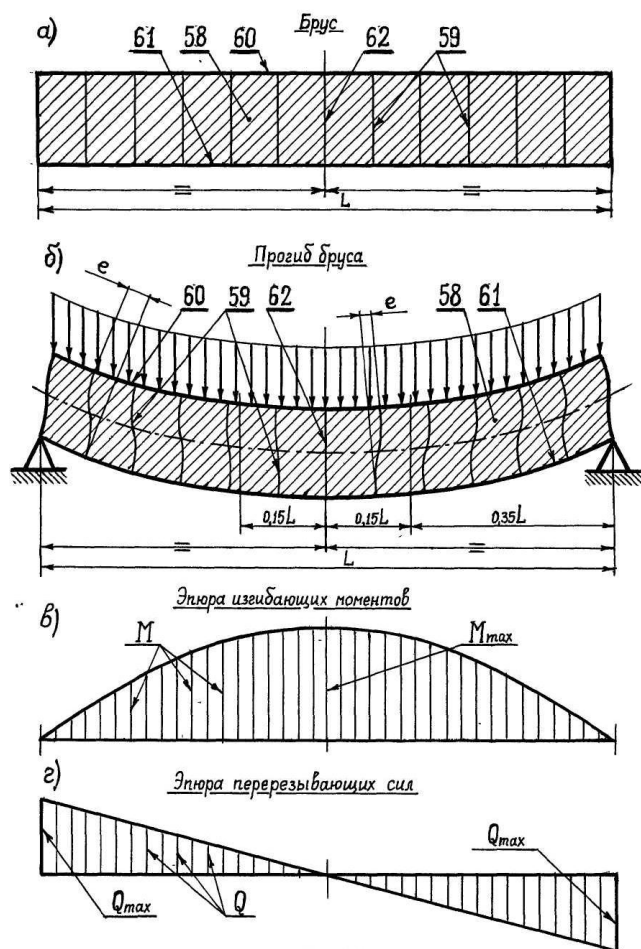 а)
Брус
61 58 60 62 59
=
=
L
б)
Прогиб бруса
e 60 59 62 e 58 61
0,15L 0,15L 0,35L
=
=
L
Эпюра изгибающих моментов
в)
M Mmax
Эпюра перерезывающих сил
г)
Qmax
Qmax Q